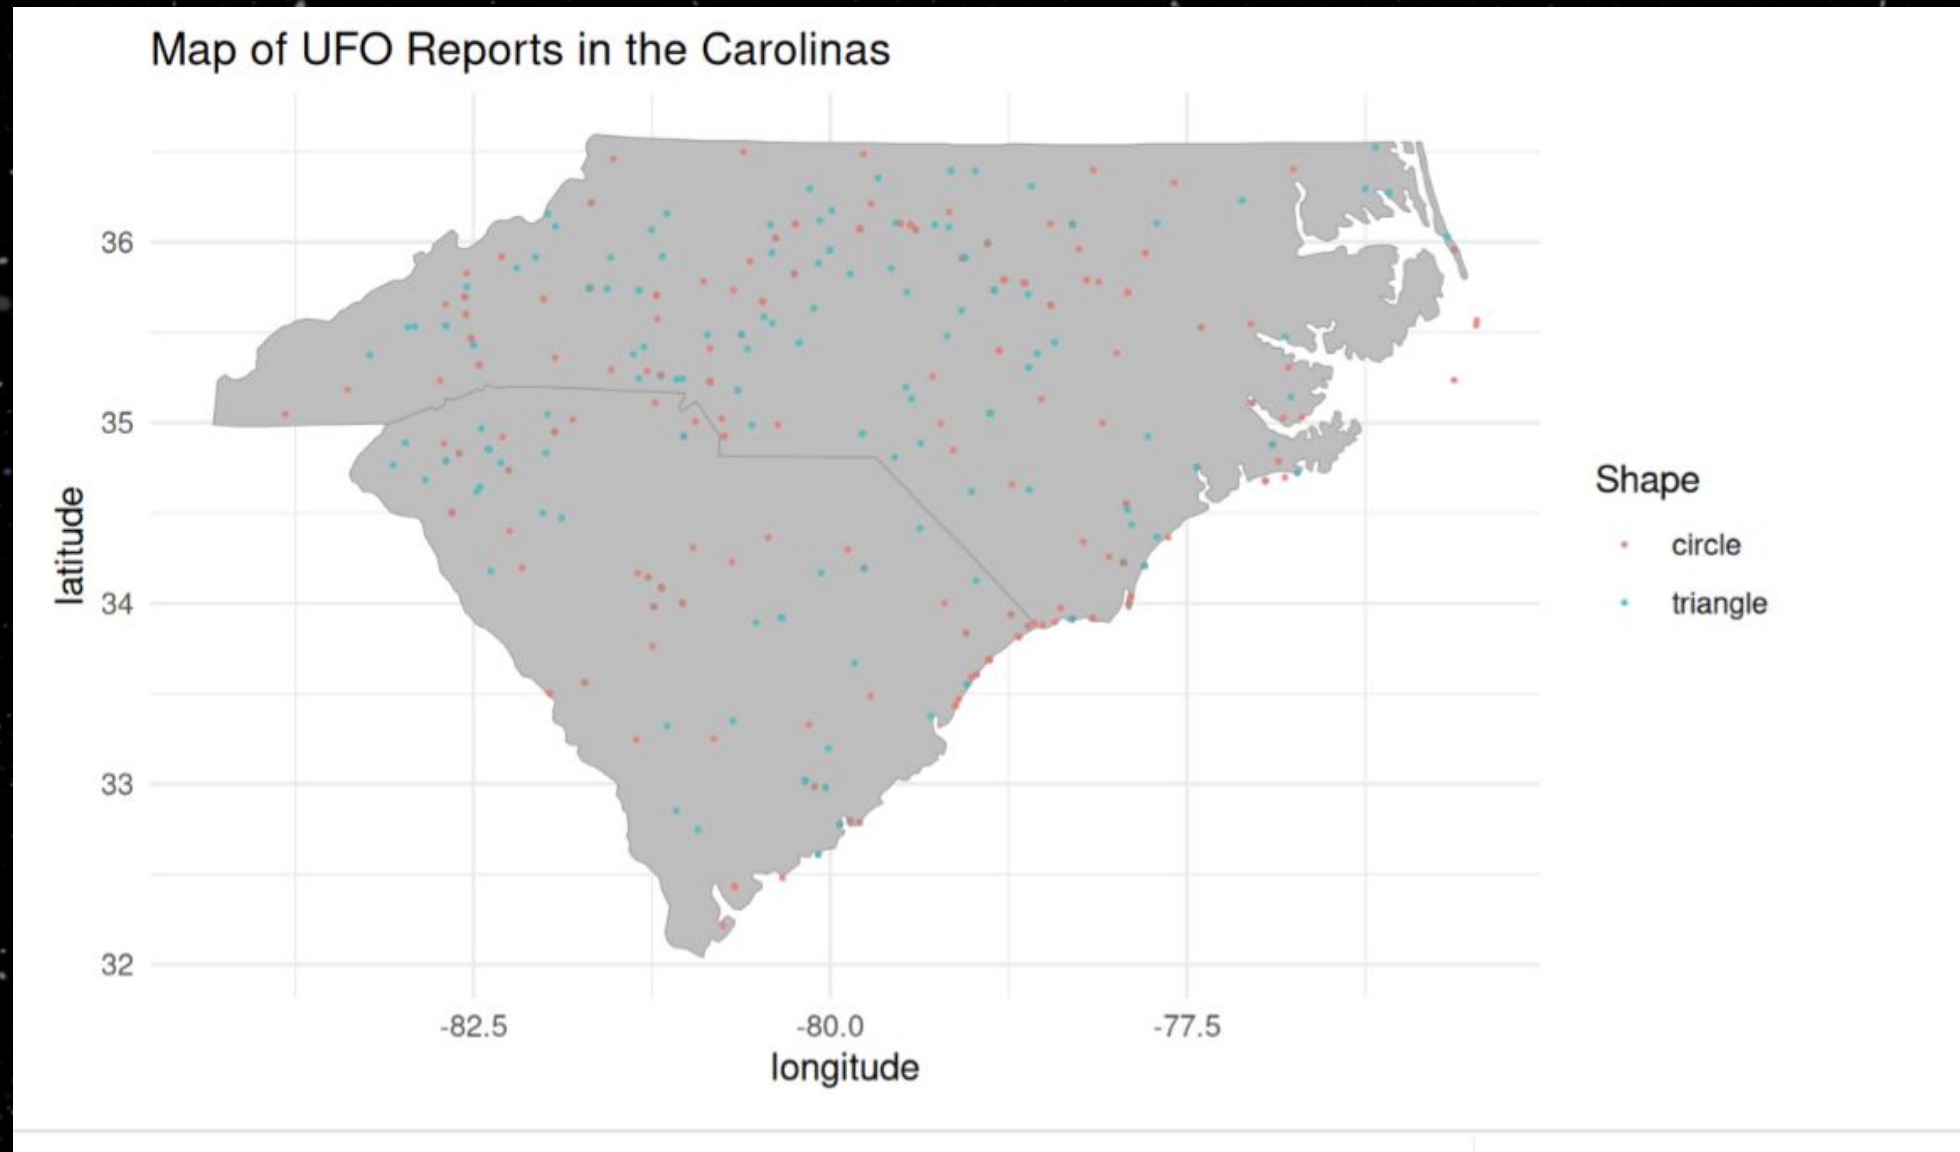 Map of UFO Reports in the Carolinas
36
35
34
33
32
latitude
-82.5 -80.0 -77.5
longitude
Shape
circle
triangle